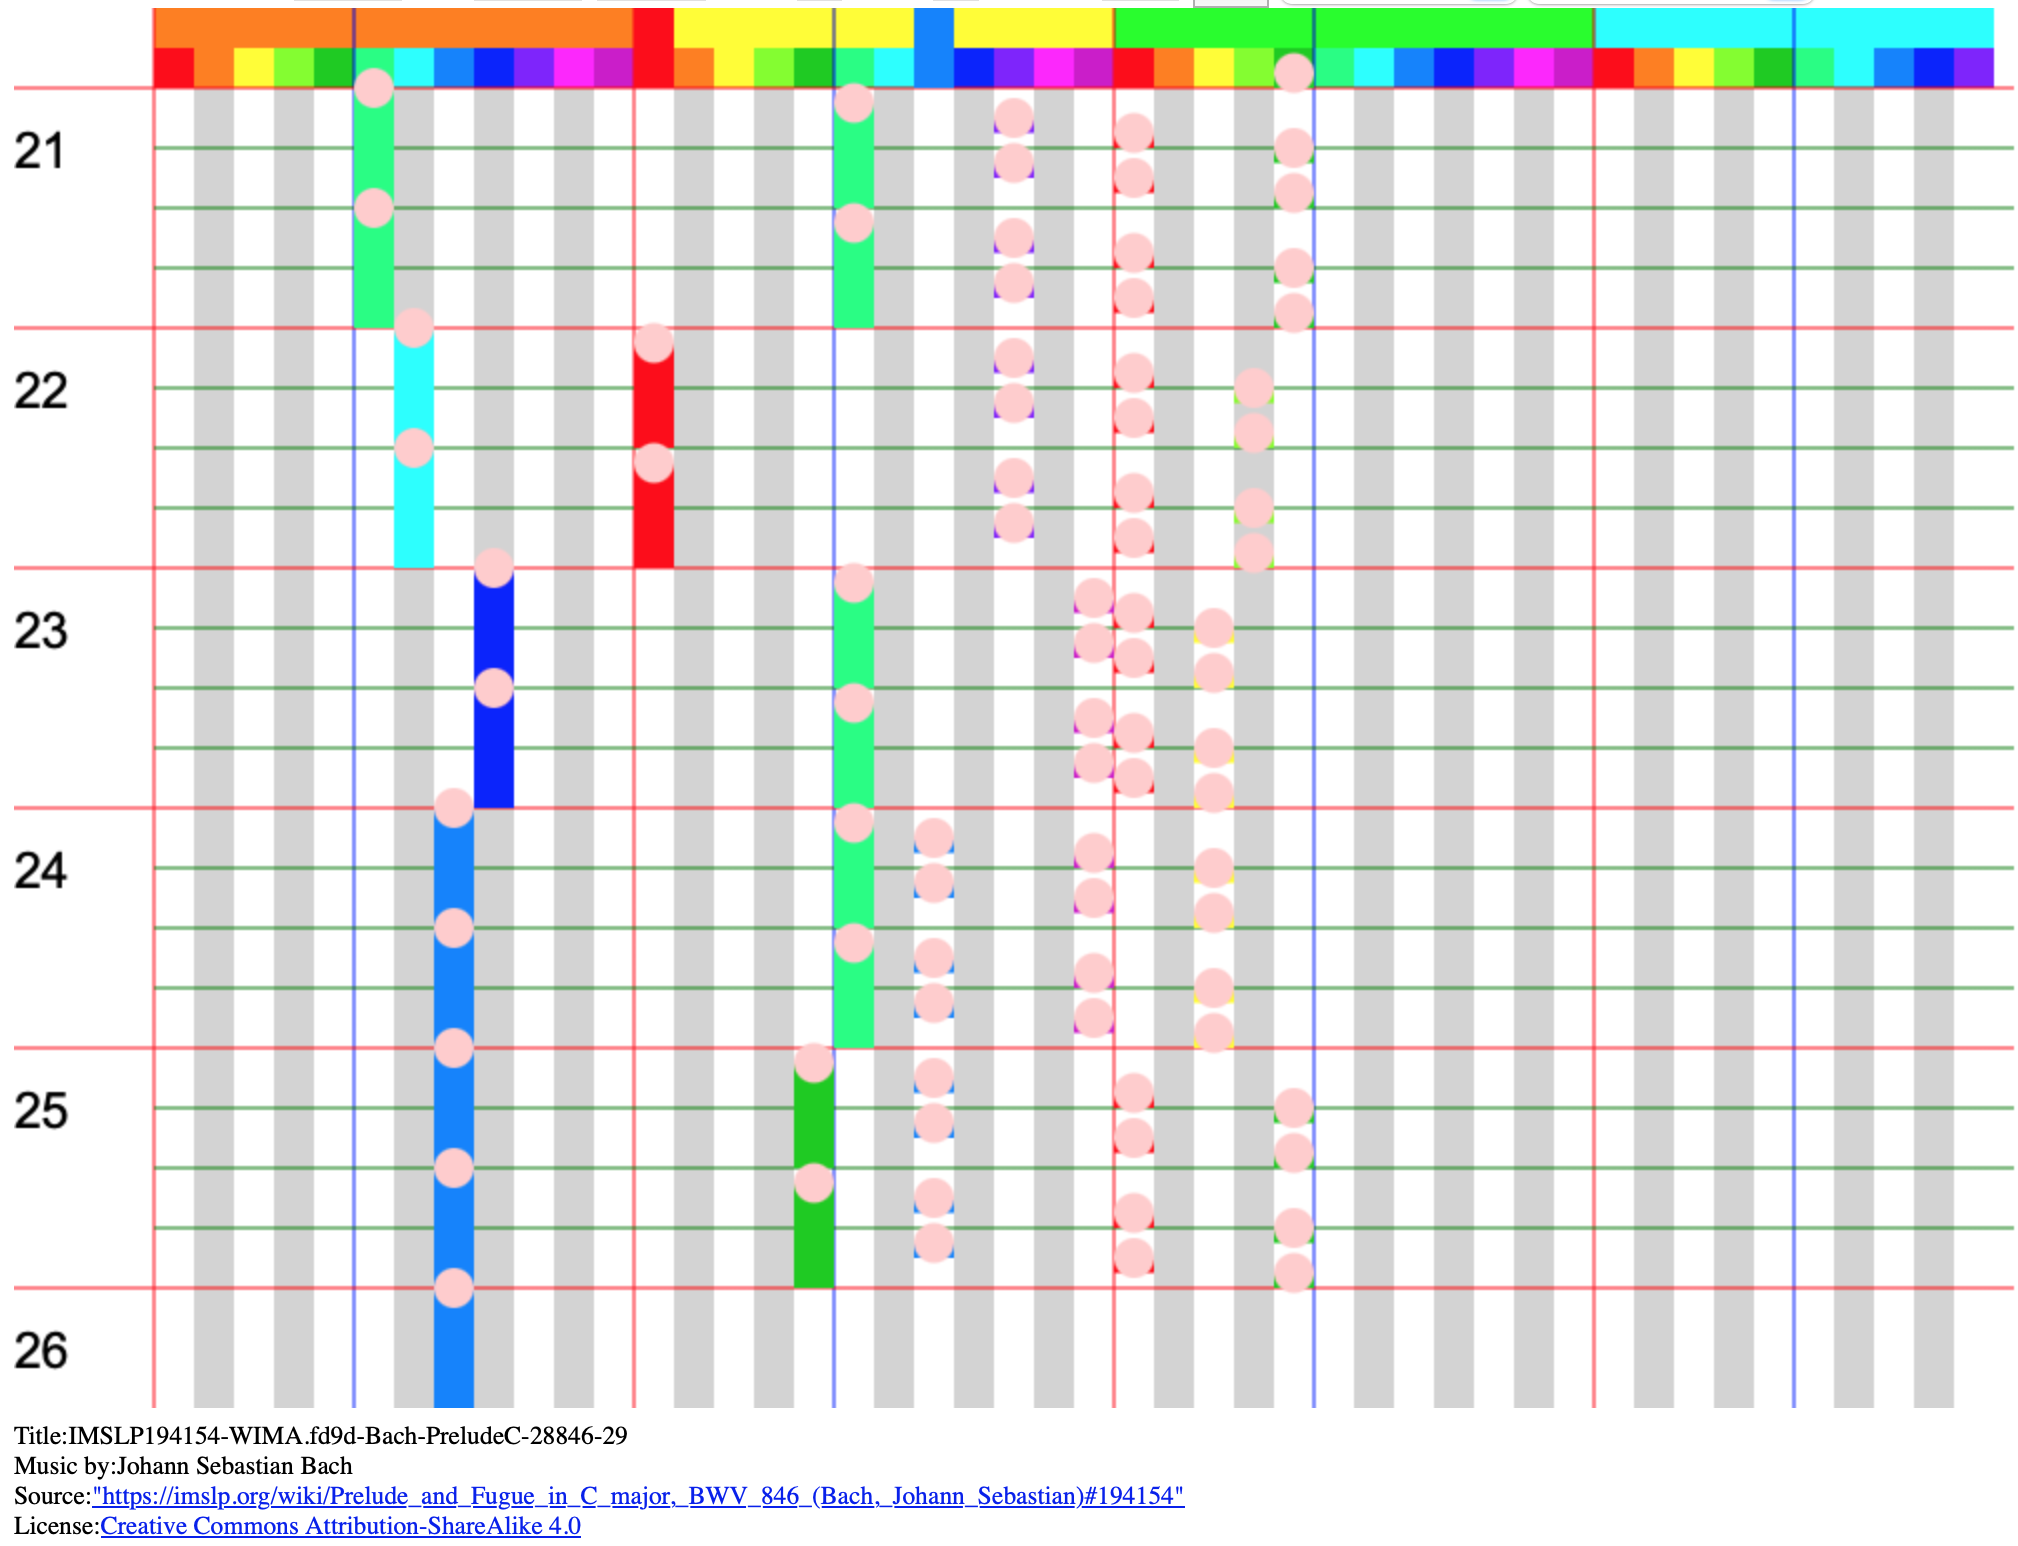 21
22
23
24
25
26
Title:IMSLP194154-WIMA.fd9d-Bach-PreludeC-28846-29
Music by:Johann Sebastian Bach
Source:"https://imslp.org/wiki/Prelude_and_Fugue_in_C_major,_BWV_846_(Bach,_Johann_Sebastian)#194154"
License:Creative Commons Attribution-ShareAlike 4.0